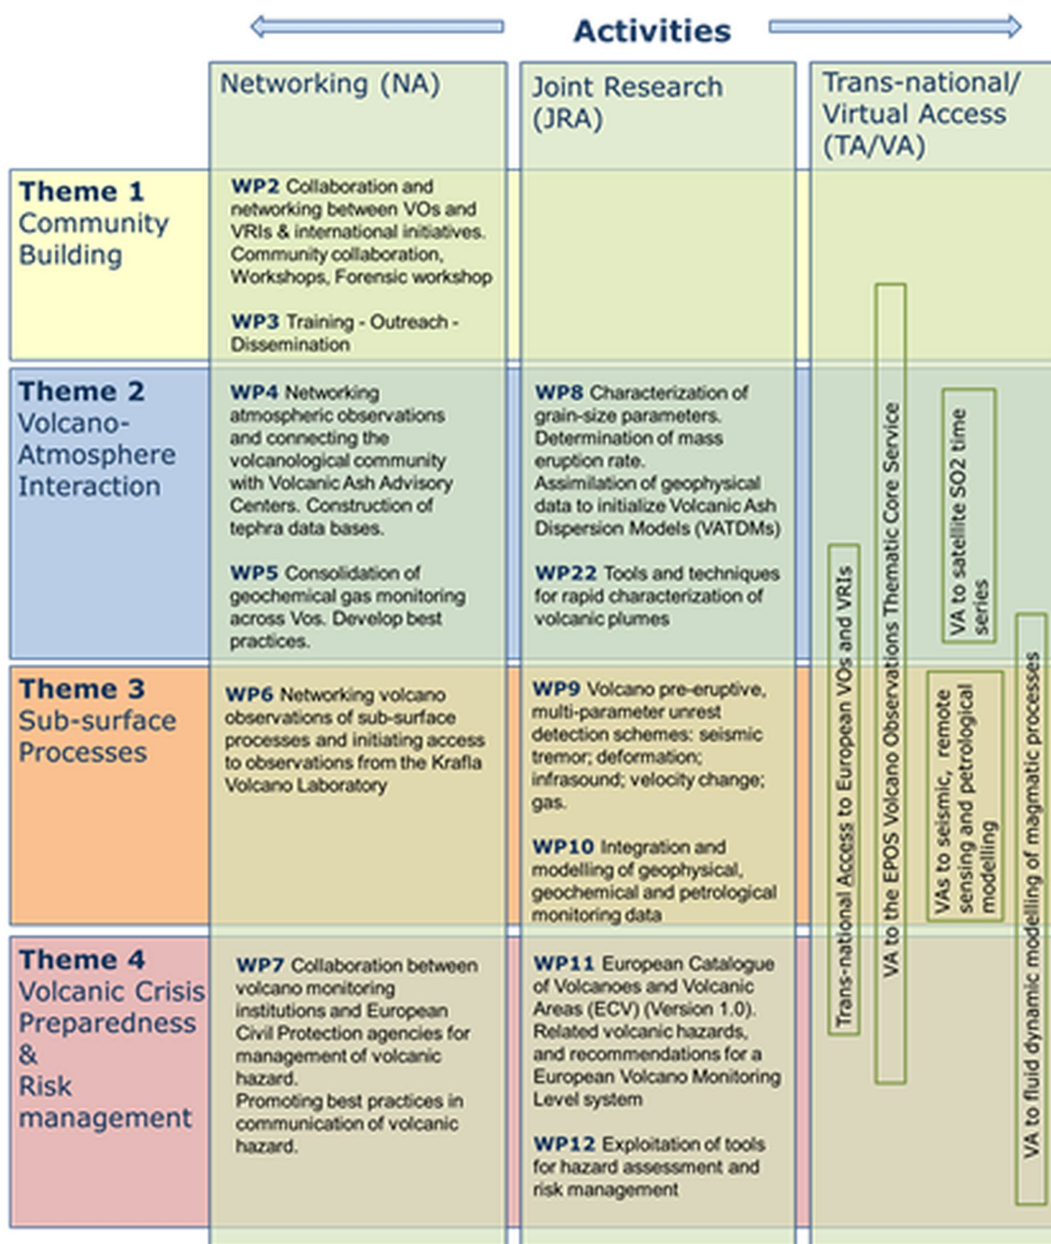 Activities
Networking (NA)
Joint Research
(JRA)
Trans-national/
Virtual Access
(TA/VA)
Theme 1
Community
Building
WP2 Collaboration and
networking between VOs and
VRIs & international initiatives.
Community collaboration,
Workshops, Forensic workshop
WP3 Training - Outreach -
Dissemination
Theme 2
Volcano-
Atmosphere
Interaction
WP4 Networking
atmospheric observations
and connecting the
volcanological community
with Volcanic Ash Advisory
Centers. Construction of
tephra data bases.
WP5 Consolidation of
geochemical gas monitoring
across Vos. Develop best
practices.
WP8 Characterization of
grain-size parameters.
Determination of mass
eruption rate.
Assimilation of geophysical
data to initialize Volcanic Ash
Dispersion Models (VATDMs)
WP22 Tools and techniques
for rapid characterization of
volcanic plumes
Theme 3
Sub-surface
Processes
WP6 Networking volcano
observations of sub-surface
processes and initiating access
to observations from the Krafla
Volcano Laboratory
WP9 Volcano pre-eruptive,
multi-parameter unrest
detection schemes: seismic
tremor; deformation;
infrasound; velocity change;
gas.
WP10 Integration and
modelling of geophysical,
geochemical and petrological
monitoring data
Theme 4
Volcanic Crisis
Preparedness
&
Risk
management
WP7 Collaboration between
volcano monitoring
institutions and European
Civil Protection agencies for
management of volcanic
hazard.
Promoting best practices in
communication of volcanic
hazard.
WP11 European Catalogue
of Volcanoes and Volcanic
Areas (ECV) (Version 1.0).
Related volcanic hazards,
and recommendations for a
European Volcano Monitoring
Level system
WP12 Exploitation of tools
for hazard assessment and
risk management
Trans-national Access to European VOs and VRIs
VA to the EPOS Volcano Observations Thematic Core Service
VA to satellite SO2 time
series
VAs to seismic, remote
sensing and petrological
modelling
VA to fluid dynamic modelling of magmatic processes